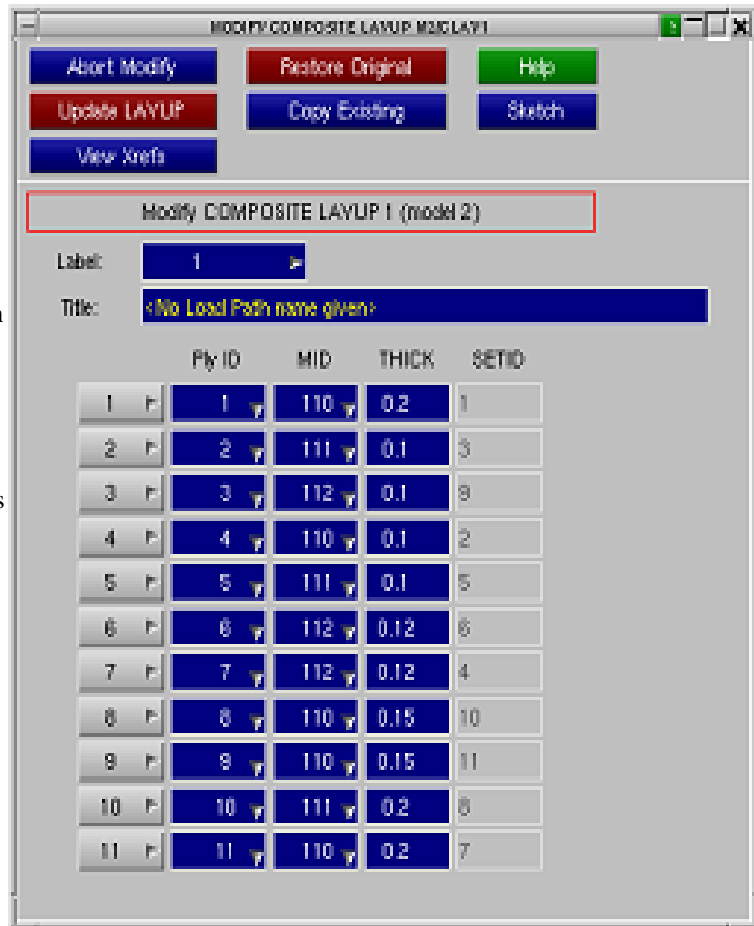 MODIFY COMPOSITE LAYUP M2/CLAY1
Abort Modify Restore Original Help
Update LAYUP Copy Existing Sketch
View Xrefs
Modify COMPOSITE LAYUP 1 (model 2)
Label: 1
Title: <No Load Path name given>
Ply ID MID THICK SETID
1 1 110 0.2 1
2 2 111 0.1 3
3 3 112 0.1 9
4 4 110 0.1 2
5 5 111 0.1 5
6 6 112 0.12 6
7 7 112 0.12 4
8 8 110 0.15 10
9 9 110 0.15 11
10 10 111 0.2 8
11 11 110 0.2 7